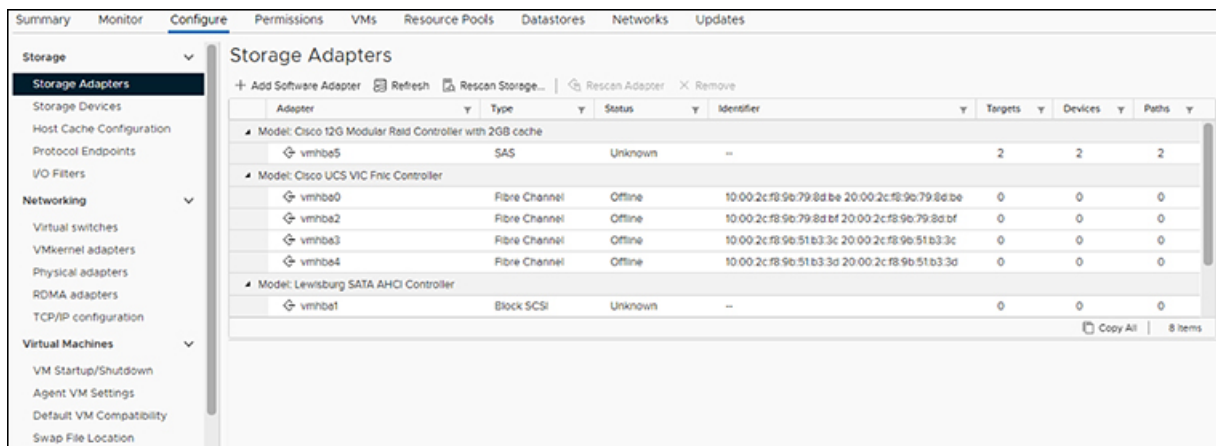 Summary Monitor Configure Permissions VMs Resource Pools Datastores Networks Updates
Storage
Storage Adapters
Storage Devices
Host Cache Configuration
Protocol Endpoints
I/O Filters
Networking
Virtual switches
VMkernel adapters
Physical adapters
RDMA adapters
TCP/IP configuration
Virtual Machines
VM Startup/Shutdown
Agent VM Settings
Default VM Compatibility
Swap File Location
Storage Adapters
+ Add Software Adapter Refresh Rescan Storage... Rescan Adapter × Remove
Adapter Type Status Identifier Targets Devices Paths
Model: Cisco 12G Modular Raid Controller with 2GB cache
vmhba5 SAS Unknown -- 2 2 2
Model: Cisco UCS VIC Fnic Controller
vmhba0 Fibre Channel Offline 10:00:2c:f8:9b:79:8d:be 20:00:2c:f8:9b:79:8d:be 0 0 0
vmhba2 Fibre Channel Offline 10:00:2c:f8:9b:79:8d:bf 20:00:2c:f8:9b:79:8d:bf 0 0 0
vmhba3 Fibre Channel Offline 10:00:2c:f8:9b:51:b3:3c 20:00:2c:f8:9b:51:b3:3c 0 0 0
vmhba4 Fibre Channel Offline 10:00:2c:f8:9b:51:b3:3d 20:00:2c:f8:9b:51:b3:3d 0 0 0
Model: Lewisburg SATA AHCI Controller
vmhba1 Block SCSI Unknown -- 0 0 0
Copy All 8 items